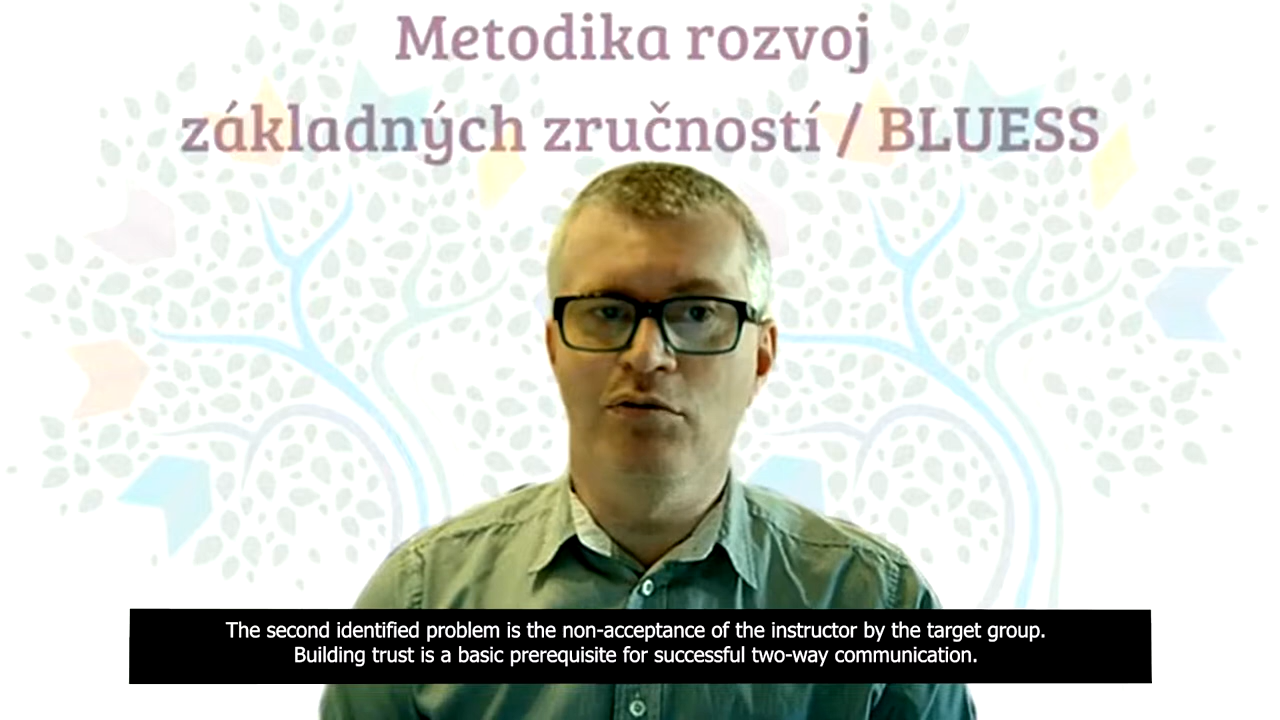 Metodika rozvoj
základných zručností / BLUESS
The second identified problem is the non-acceptance of the instructor by the target group.
Building trust is a basic prerequisite for successful two-way communication.